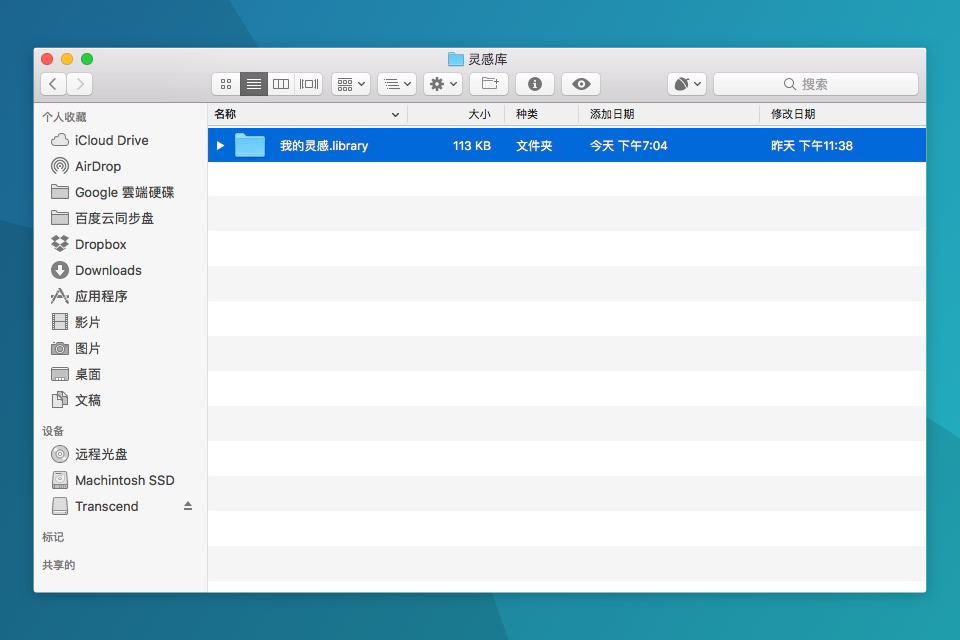 灵感库
搜索
个人收藏
iCloud Drive
AirDrop
Google 雲端硬碟
百度云同步盘
Dropbox
Downloads
应用程序
影片
图片
桌面
文稿
设备
远程光盘
Machintosh SSD
Transcend
标记
共享的
名称 大小 种类 添加日期 修改日期
我的灵感.library 113 KB 文件夹 今天 下午7:04 昨天 下午11:38